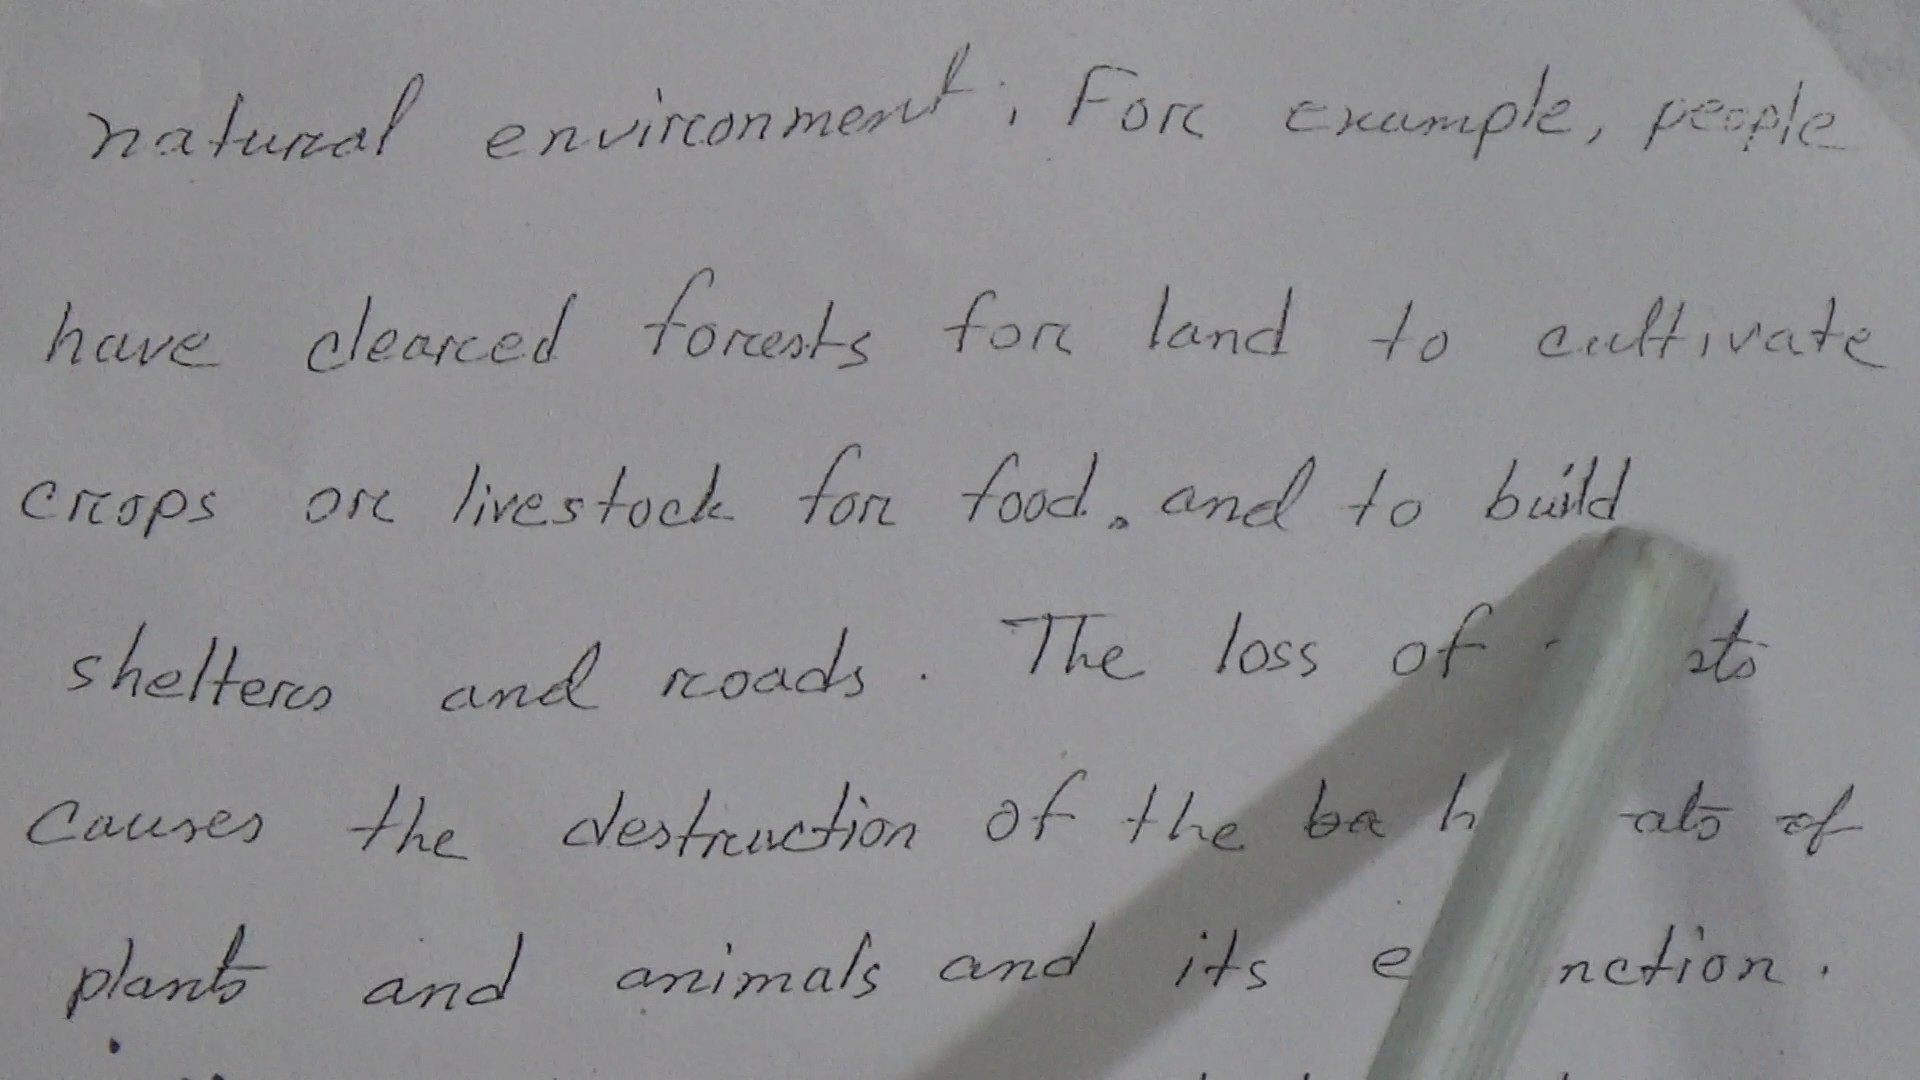 natural environment. For example, people
have cleared forests for land to cultivate
crops or livestock for food, and to build
shelters and roads. The loss of
causes the destruction of the of
plants and animals and its